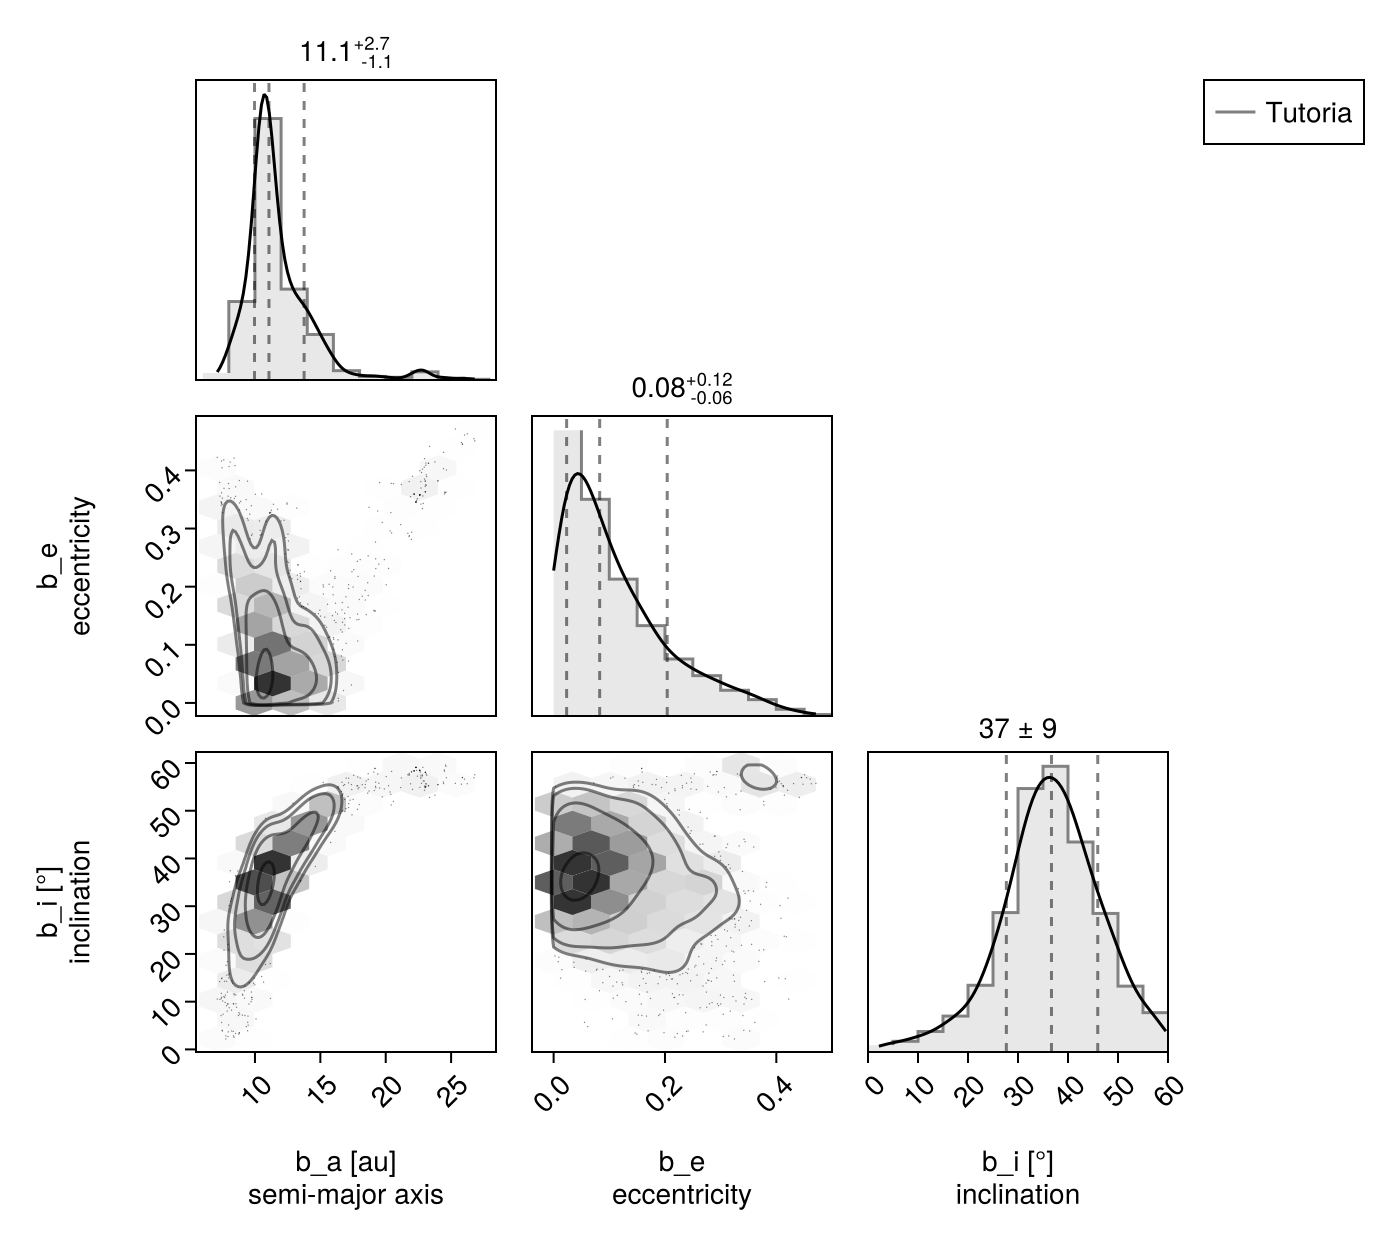 11.1+2.7
-1.1
Tutoria
0.08+0.12
-0.06
b_e
eccentricity
0.4
0.3
0.2
0.1
0.0
37 ± 9
b_i [°]
inclination
60
50
40
30
20
10
0
10 15 20 25
0.0 0.2 0.4
0 10 20 30 40 50 60
b_a [au]
semi-major axis
b_e
eccentricity
b_i [°]
inclination